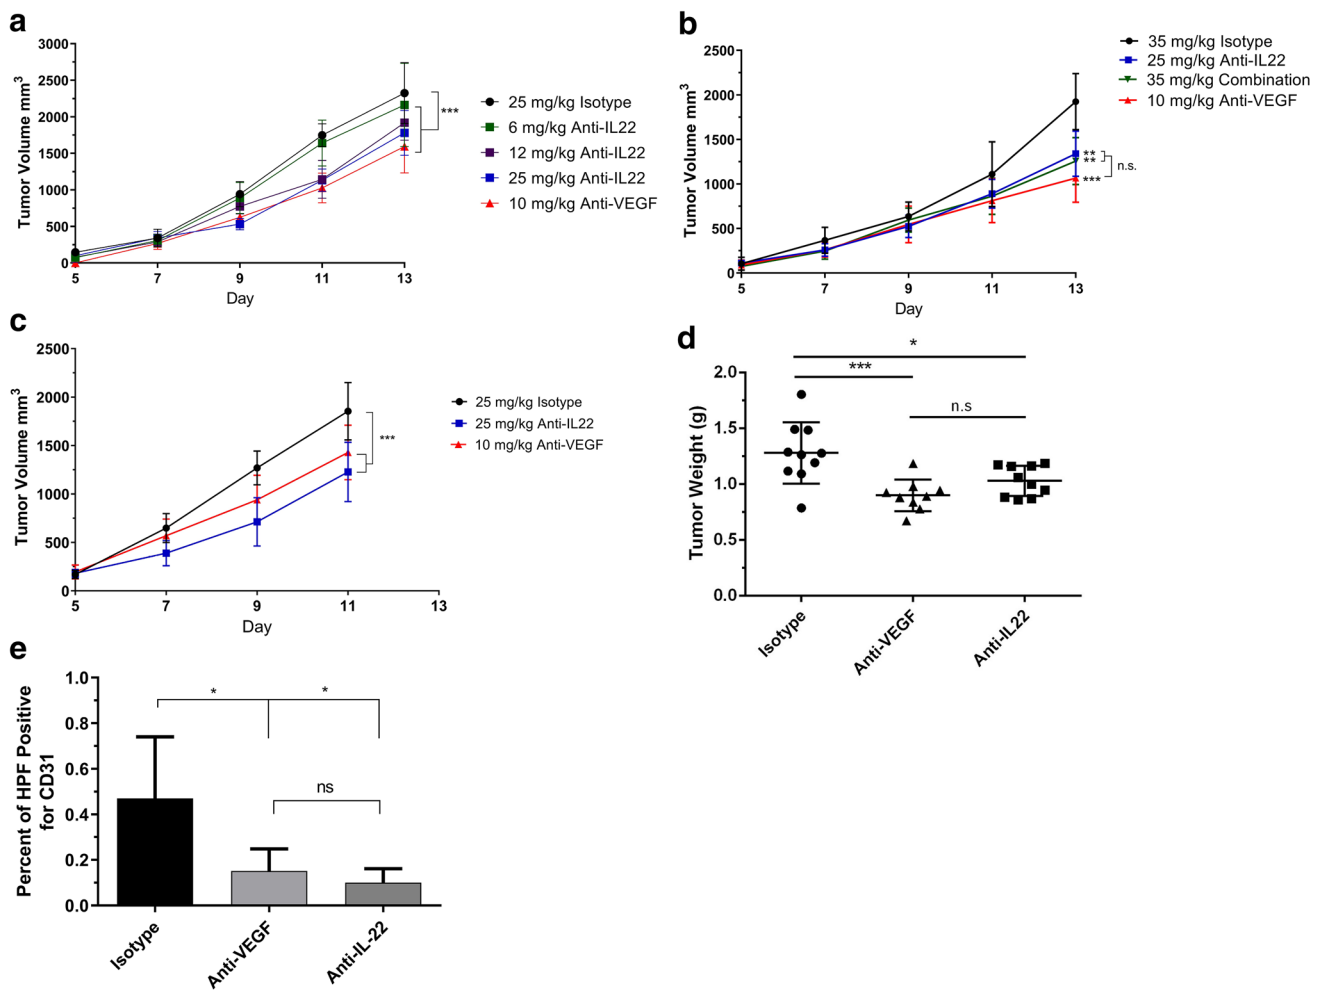 a
Tumor Volume mm3
3000
2500
2000
1500
1000
500
0
5 7 9 11 13
Day
***
25 mg/kg Isotype
6 mg/kg Anti-IL22
12 mg/kg Anti-IL22
25 mg/kg Anti-IL22
10 mg/kg Anti-VEGF
b
Tumor Volume mm3
2500
2000
1500
1000
500
0
5 7 9 11 13
Day
35 mg/kg Isotype
25 mg/kg Anti-IL22
35 mg/kg Combination
10 mg/kg Anti-VEGF
**
**
***
n.s.
c
Tumor Volume mm3
2500
2000
1500
1000
500
0
5 7 9 11 13
Day
***
25 mg/kg Isotype
25 mg/kg Anti-IL22
10 mg/kg Anti-VEGF
d
Tumor Weight (g)
2.0
1.5
1.0
0.5
0.0
*
***
n.s
Isotype
Anti-VEGF
Anti-IL22
e
Percent of HPF Positive
for CD31
1.0
0.8
0.6
0.4
0.2
0.0
* *
ns
Isotype
Anti-VEGF
Anti-IL-22